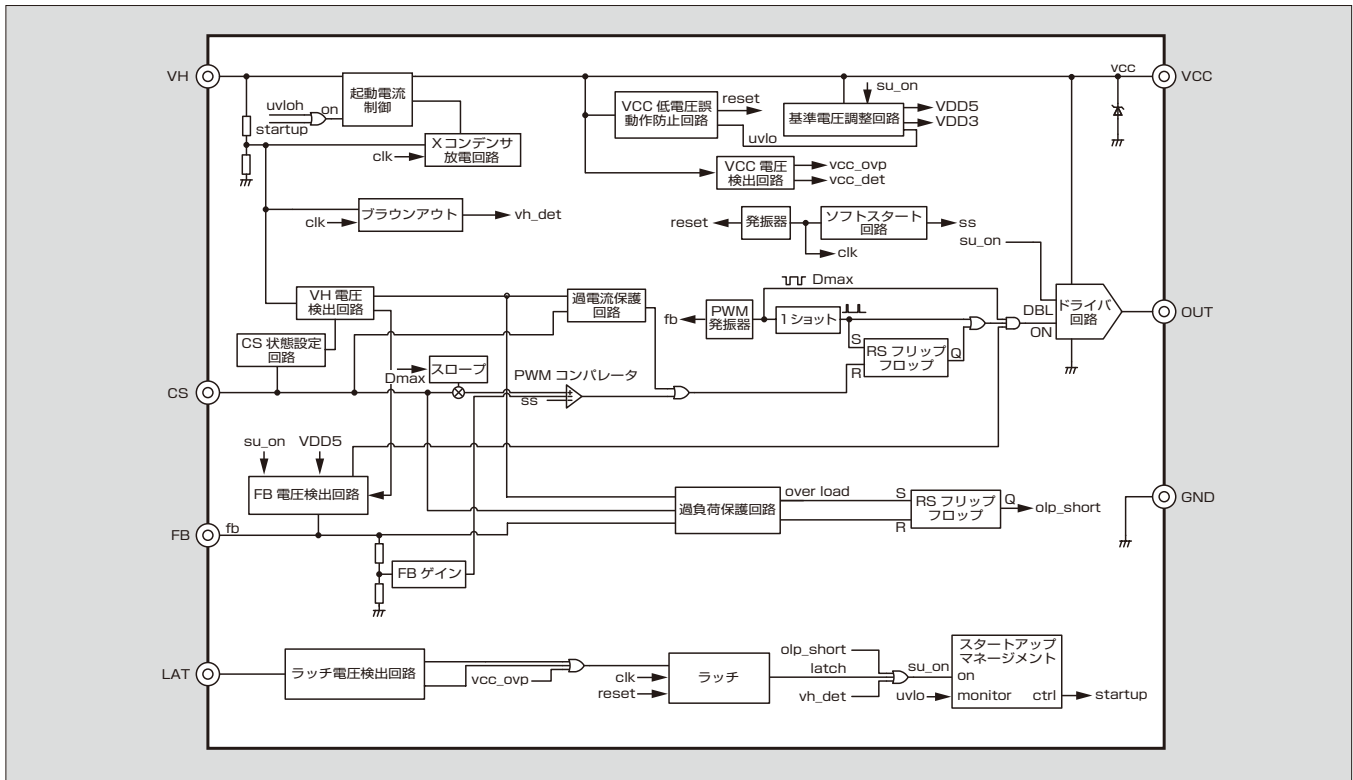 VH
uvloh
startup
on
起動電流
制御
clk
Xコンデンサ
放電回路
VCC 低電圧誤
動作防止回路
reset
uvlo
su_on
基準電圧調整回路
VDD5
VDD3
vcc
VCC
VCC 電圧
検出回路
vcc_ovp
vcc_det
clk
ブラウンアウト
vh_det
reset
発振器
ソフトスタート
回路
ss
clk
su_on
VH 電圧
検出回路
過電流保護
回路
fb
PWM
発振器
Dmax
1ショット
S
R
RS フリップ
フロップ
Q
DBL
ON
ドライバ
回路
OUT
CS 状態設定
回路
Dmax
スロープ
PWM コンパレータ
ss
CS
su_on
VDD5
FB 電圧検出回路
過負荷保護回路
over load
S
R
RS フリップ
フロップ
Q
olp_short
GND
FB
fb
FB ゲイン
LAT
ラッチ電圧検出回路
vcc_ovp
clk
reset
ラッチ
olp_short
latch
vh_det
su_on
スタートアップ
マネージメント
on
uvlo
monitor
ctrl
startup